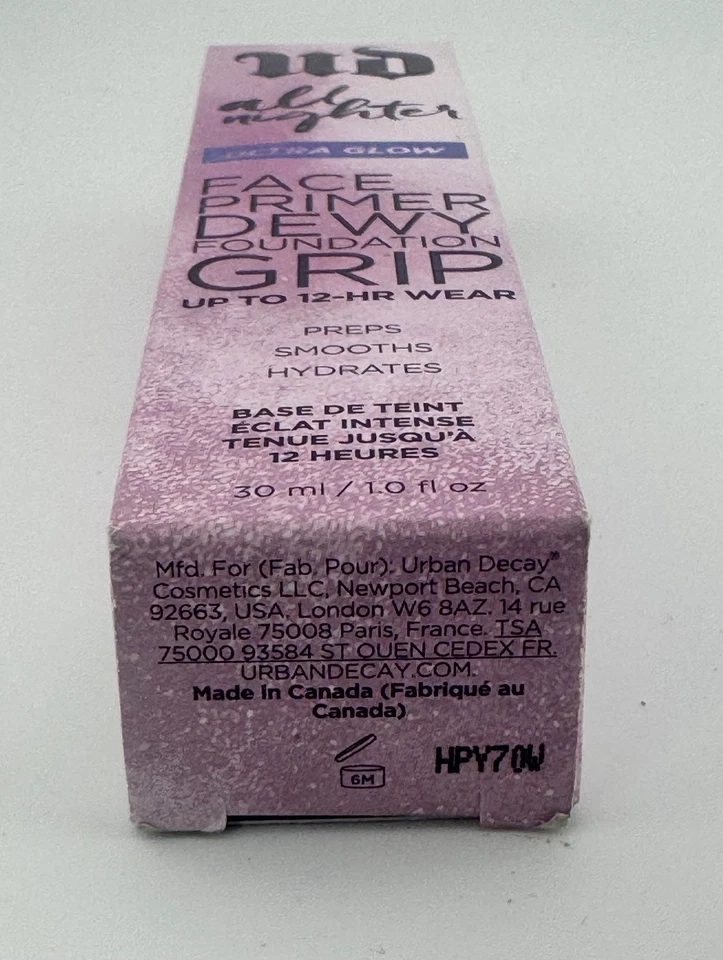 UD
all
nighter
ULTRA GLOW
FACE
PRIMER
DEWY
FOUNDATION
GRIP
UP TO 12-HR WEAR
PREPS
SMOOTHS
HYDRATES
BASE DE TEINT
ÉCLAT INTENSE
TENUE JUSQU'À
12 HEURES
30 ml / 1.0 fl oz
Mfd. For (Fab. Pour): Urban Decay®
Cosmetics LLC, Newport Beach, CA
92663, USA, London W6 8AZ. 14 rue
Royale 75008 Paris, France. TSA
75000 93584 ST OUEN CEDEX FR.
URBANDECAY.COM.
Made in Canada (Fabriqué au
Canada)
6M
HPY70W